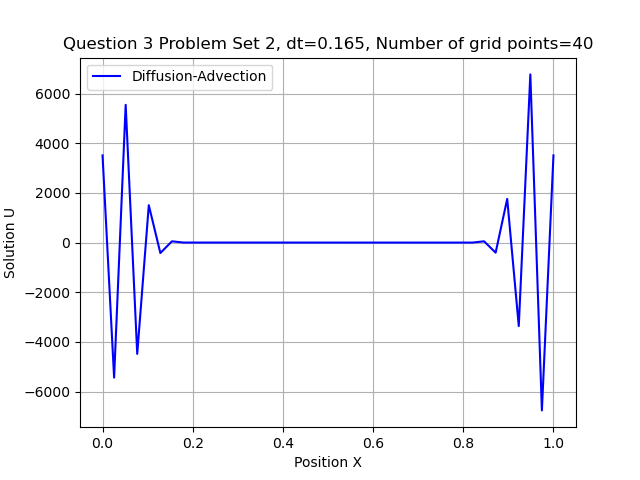 Question 3 Problem Set 2, dt=0.165, Number of grid points=40
Diffusion-Advection
6000
4000
2000
0
−2000
−4000
−6000
Solution U
0.0 0.2 0.4 0.6 0.8 1.0
Position X